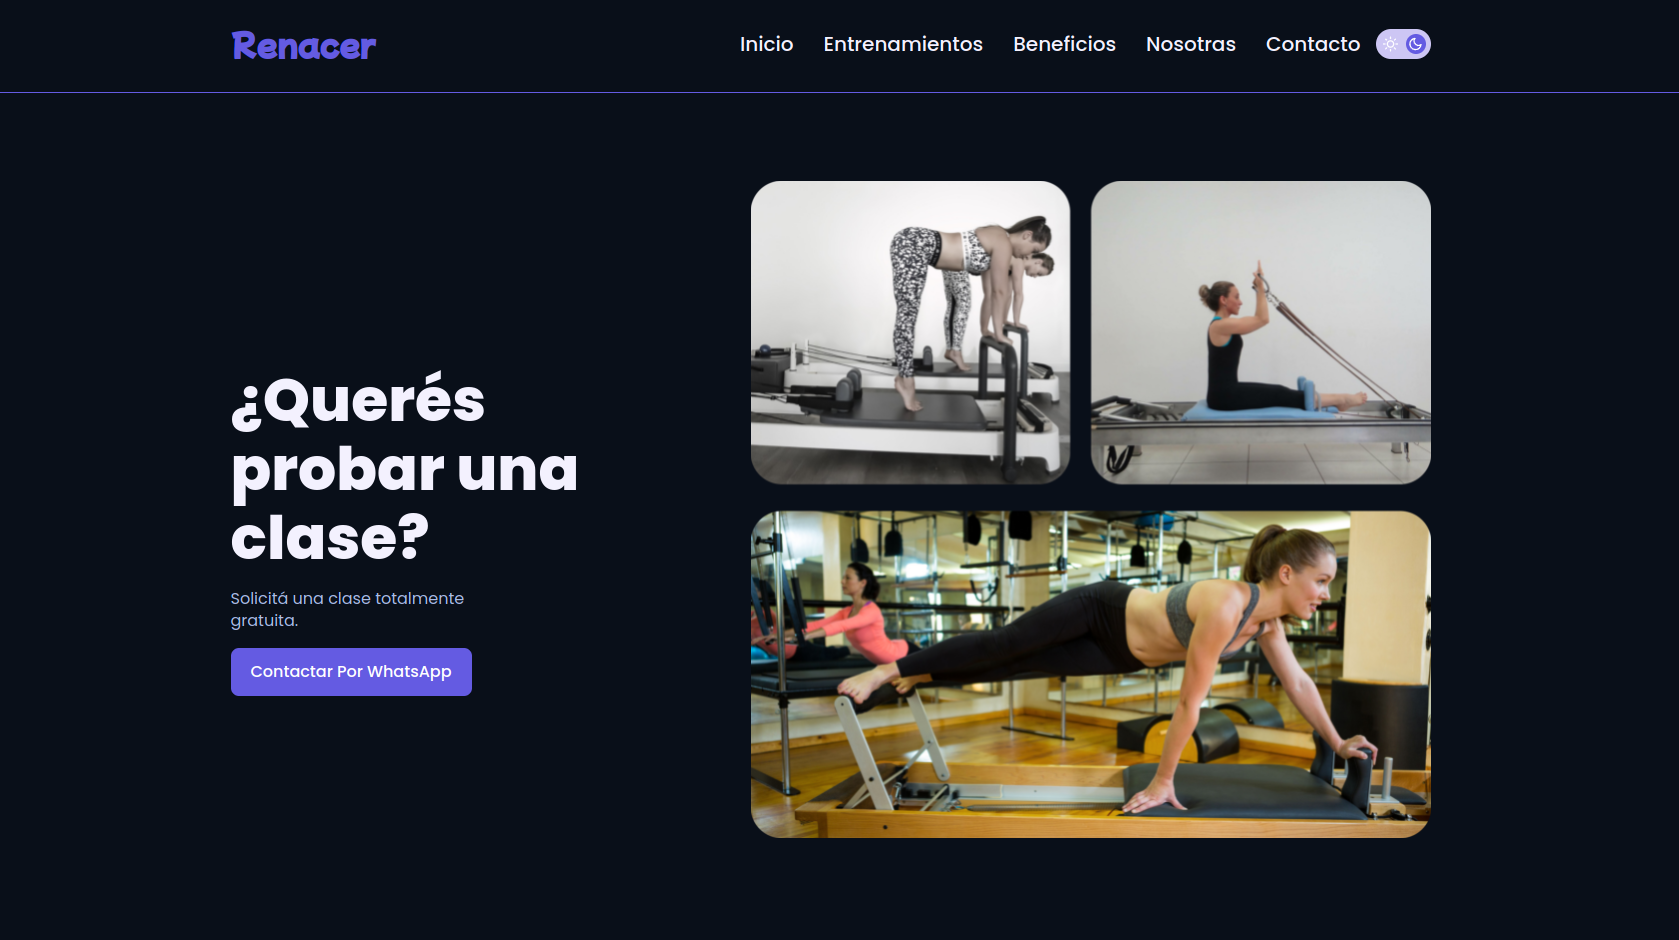 Renacer
Inicio Entrenamientos Beneficios Nosotras Contacto
¿Querés
probar una
clase?
Solicitá una clase totalmente
gratuita.
Contactar Por WhatsApp